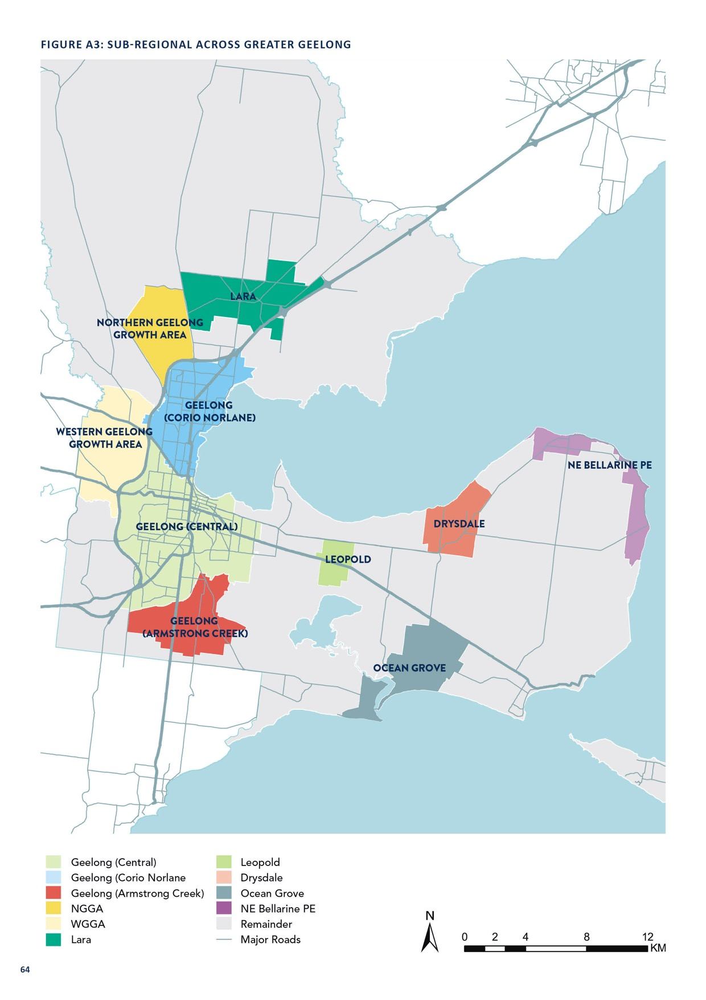 FIGURE A3: SUB-REGIONAL ACROSS GREATER GEELONG
LARA
NORTHERN GEELONG
GROWTH AREA
GEELONG
(CORIO NORLANE)
WESTERN GEELONG
GROWTH AREA
NE BELLARINE PE
DRYSDALE
GEELONG (CENTRAL)
LEOPOLD
GEELONG
(ARMSTRONG CREEK)
OCEAN GROVE
Geelong (Central)
Geelong (Corio Norlane
Geelong (Armstrong Creek)
NGGA
WGGA
Lara
Leopold
Drysdale
Ocean Grove
NE Bellarine PE
Remainder
Major Roads
N
0 2 4 8 12
KM
64